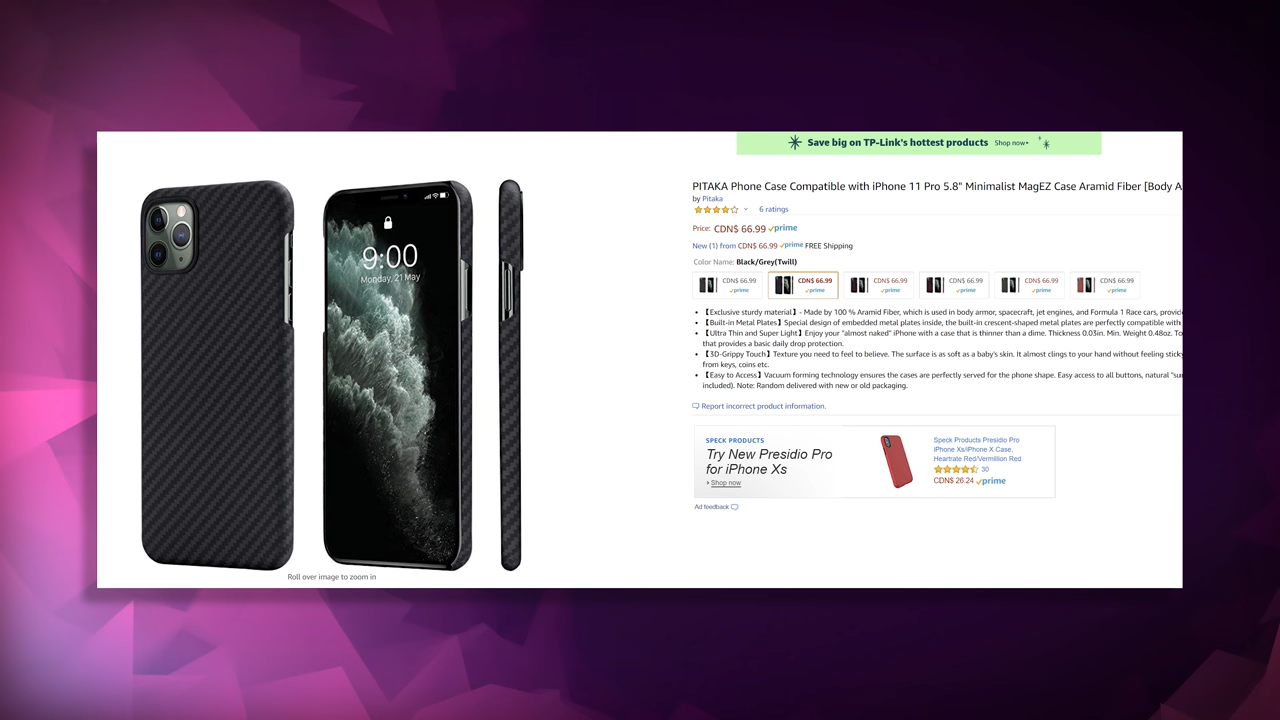 Save big on TP-Link's hottest products Shop now
PITAKA Phone Case Compatible with iPhone 11 Pro 5.8" Minimalist MagEZ Case Aramid Fiber [Body A
by Pitaka
6 ratings
Price: CDN$ 66.99 prime
New (1) from CDN$ 66.99 prime FREE Shipping
Color Name: Black/Grey(Twill)
CDN$ 66.99 CDN$ 66.99 CDN$ 66.99 CDN$ 66.99 CDN$ 66.99 CDN$ 66.99
prime prime prime prime prime prime
• 【Exclusive sturdy material】- Made by 100 % Aramid Fiber, which is used in body armor, spacecraft, jet engines, and Formula 1 Race cars, provid
• 【Built-in Metal Plates】Special design of embedded metal plates inside, the built-in crescent-shaped metal plates are perfectly compatible with
• 【Ultra Thin and Super Light】Enjoy your "almost naked" iPhone with a case that is thinner than a dime. Thickness 0.03in. Min. Weight 0.48oz. To
that provides a basic daily drop protection.
• 【3D-Grippy Touch】Texture you need to feel to believe. The surface is as soft as a baby's skin. It almost clings to your hand without feeling sticky
from keys, coins etc.
• 【Easy to Access】Vacuum forming technology ensures the cases are perfectly served for the phone shape. Easy access to all buttons, natural "su
included). Note: Random delivered with new or old packaging.
Report incorrect product information.
SPECK PRODUCTS
Try New Presidio Pro
for iPhone Xs
Shop now
Speck Products Presidio Pro
iPhone Xs/iPhone X Case,
Heartrate Red/Vermillion Red
30
CDN$ 26.24 prime
Ad feedback
9:00
Monday, 21 May
Roll over image to zoom in